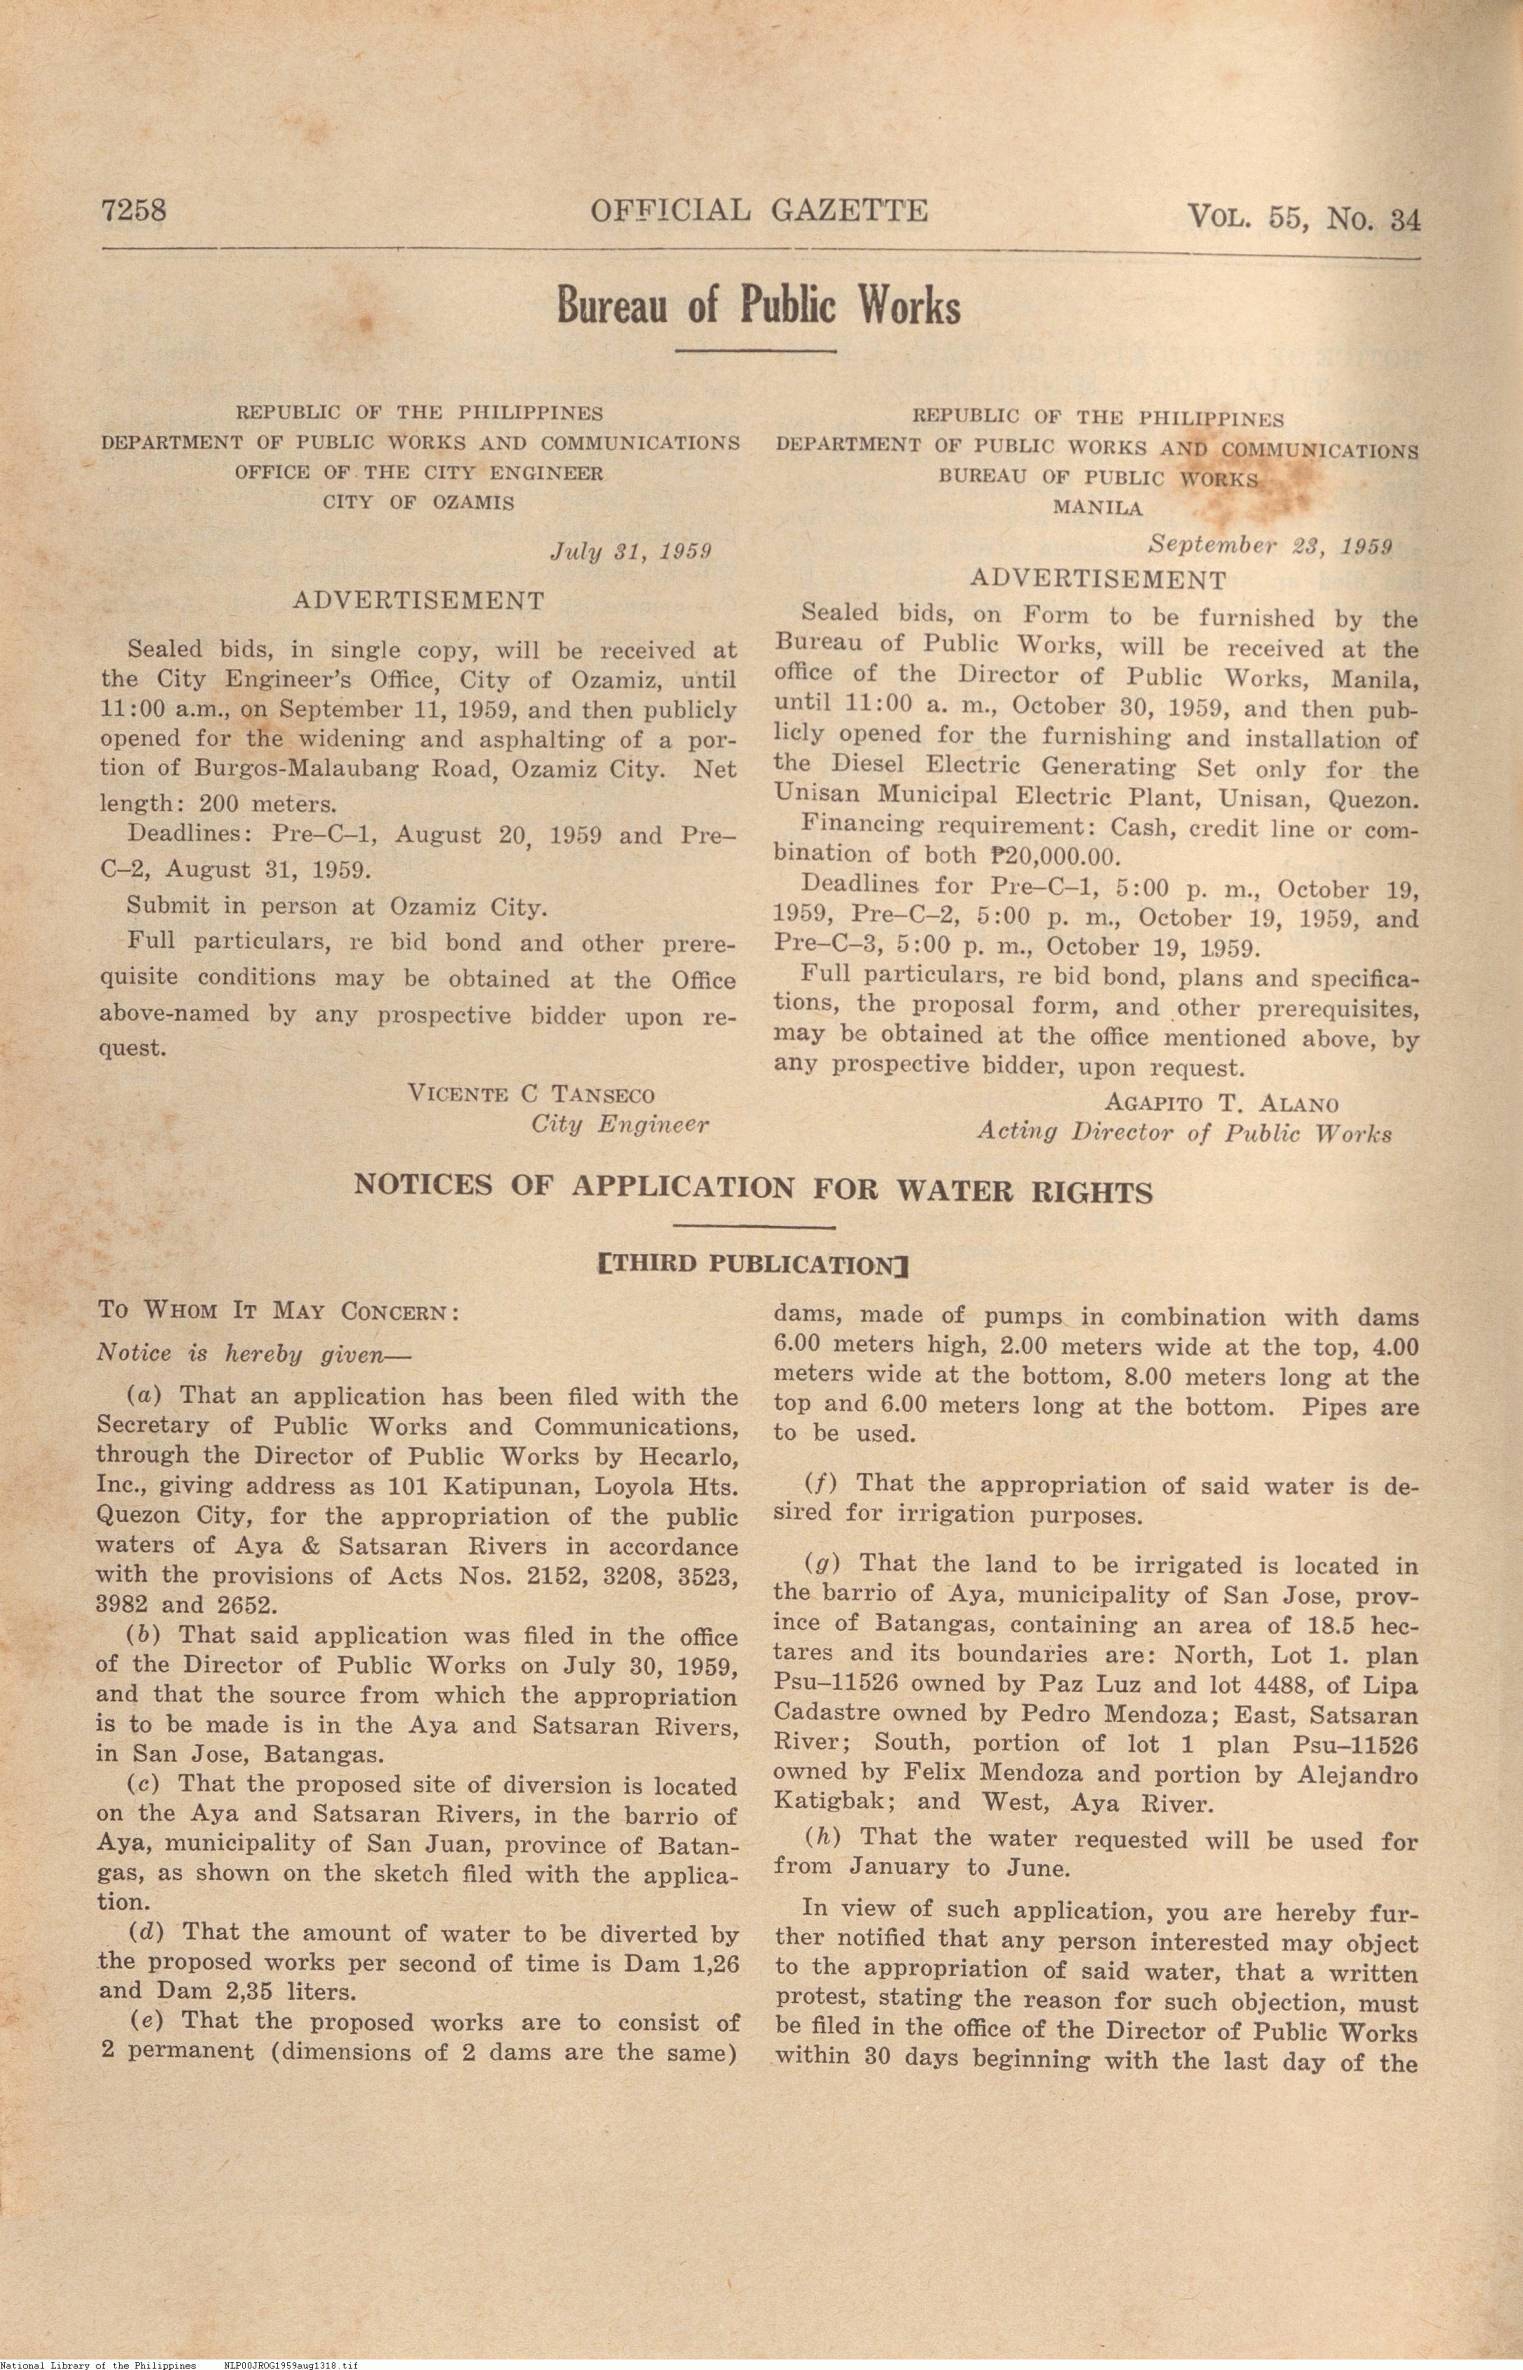 7258
OFFICIAL GAZETTE
VOL. 55, No. 34
Bureau of Public Works
REPUBLIC OF THE PHILIPPINES
DEPARTMENT OF PUBLIC WORKS AND COMMUNICATIONS
OFFICE OF THE CITY ENGINEER
CITY OF OZAMIS
July 31, 1959
ADVERTISEMENT
Sealed bids, in single copy, will be received at
the City Engineer's Office, City of Ozamiz, until
11:00 a.m., on September 11, 1959, and then publicly
opened for the widening and asphalting of a por-
tion of Burgos-Malaubang Road, Ozamiz City. Net
length: 200 meters.
Deadlines: Pre–C–1, August 20, 1959 and Pre–
C–2, August 31, 1959.
Submit in person at Ozamiz City.
Full particulars, re bid bond and other prere-
quisite conditions may be obtained at the Office
above-named by any prospective bidder upon re-
quest.
VICENTE C TANSECO
City Engineer
REPUBLIC OF THE PHILIPPINES
DEPARTMENT OF PUBLIC WORKS AND COMMUNICATIONS
BUREAU OF PUBLIC WORKS
MANILA
September 23, 1959
ADVERTISEMENT
Sealed bids, on Form to be furnished by the
Bureau of Public Works, will be received at the
office of the Director of Public Works, Manila,
until 11:00 a. m., October 30, 1959, and then pub-
licly opened for the furnishing and installation of
the Diesel Electric Generating Set only for the
Unisan Municipal Electric Plant, Unisan, Quezon.
Financing requirement: Cash, credit line or com-
bination of both ₱20,000.00.
Deadlines for Pre–C–1, 5:00 p. m., October 19,
1959, Pre–C–2, 5:00 p. m., October 19, 1959, and
Pre–C–3, 5:00 p. m., October 19, 1959.
Full particulars, re bid bond, plans and specifica-
tions, the proposal form, and other prerequisites,
may be obtained at the office mentioned above, by
any prospective bidder, upon request.
AGAPITO T. ALANO
Acting Director of Public Works
NOTICES OF APPLICATION FOR WATER RIGHTS
[THIRD PUBLICATION]
TO WHOM IT MAY CONCERN:
Notice is hereby given—
(a) That an application has been filed with the
Secretary of Public Works and Communications,
through the Director of Public Works by Hecarlo,
Inc., giving address as 101 Katipunan, Loyola Hts.
Quezon City, for the appropriation of the public
waters of Aya & Satsaran Rivers in accordance
with the provisions of Acts Nos. 2152, 3208, 3523,
3982 and 2652.
(b) That said application was filed in the office
of the Director of Public Works on July 30, 1959,
and that the source from which the appropriation
is to be made is in the Aya and Satsaran Rivers,
in San Jose, Batangas.
(c) That the proposed site of diversion is located
on the Aya and Satsaran Rivers, in the barrio of
Aya, municipality of San Juan, province of Batan-
gas, as shown on the sketch filed with the applica-
tion.
(d) That the amount of water to be diverted by
the proposed works per second of time is Dam 1,26
and Dam 2,35 liters.
(e) That the proposed works are to consist of
2 permanent (dimensions of 2 dams are the same)
dams, made of pumps in combination with dams
6.00 meters high, 2.00 meters wide at the top, 4.00
meters wide at the bottom, 8.00 meters long at the
top and 6.00 meters long at the bottom. Pipes are
to be used.
(f) That the appropriation of said water is de-
sired for irrigation purposes.
(g) That the land to be irrigated is located in
the barrio of Aya, municipality of San Jose, prov-
ince of Batangas, containing an area of 18.5 hec-
tares and its boundaries are: North, Lot 1. plan
Psu–11526 owned by Paz Luz and lot 4488, of Lipa
Cadastre owned by Pedro Mendoza; East, Satsaran
River; South, portion of lot 1 plan Psu–11526
owned by Felix Mendoza and portion by Alejandro
Katigbak; and West, Aya River.
(h) That the water requested will be used for
from January to June.
In view of such application, you are hereby fur-
ther notified that any person interested may object
to the appropriation of said water, that a written
protest, stating the reason for such objection, must
be filed in the office of the Director of Public Works
within 30 days beginning with the last day of the
National Library of the Philippines NLP00JROG1959aug1318.tif